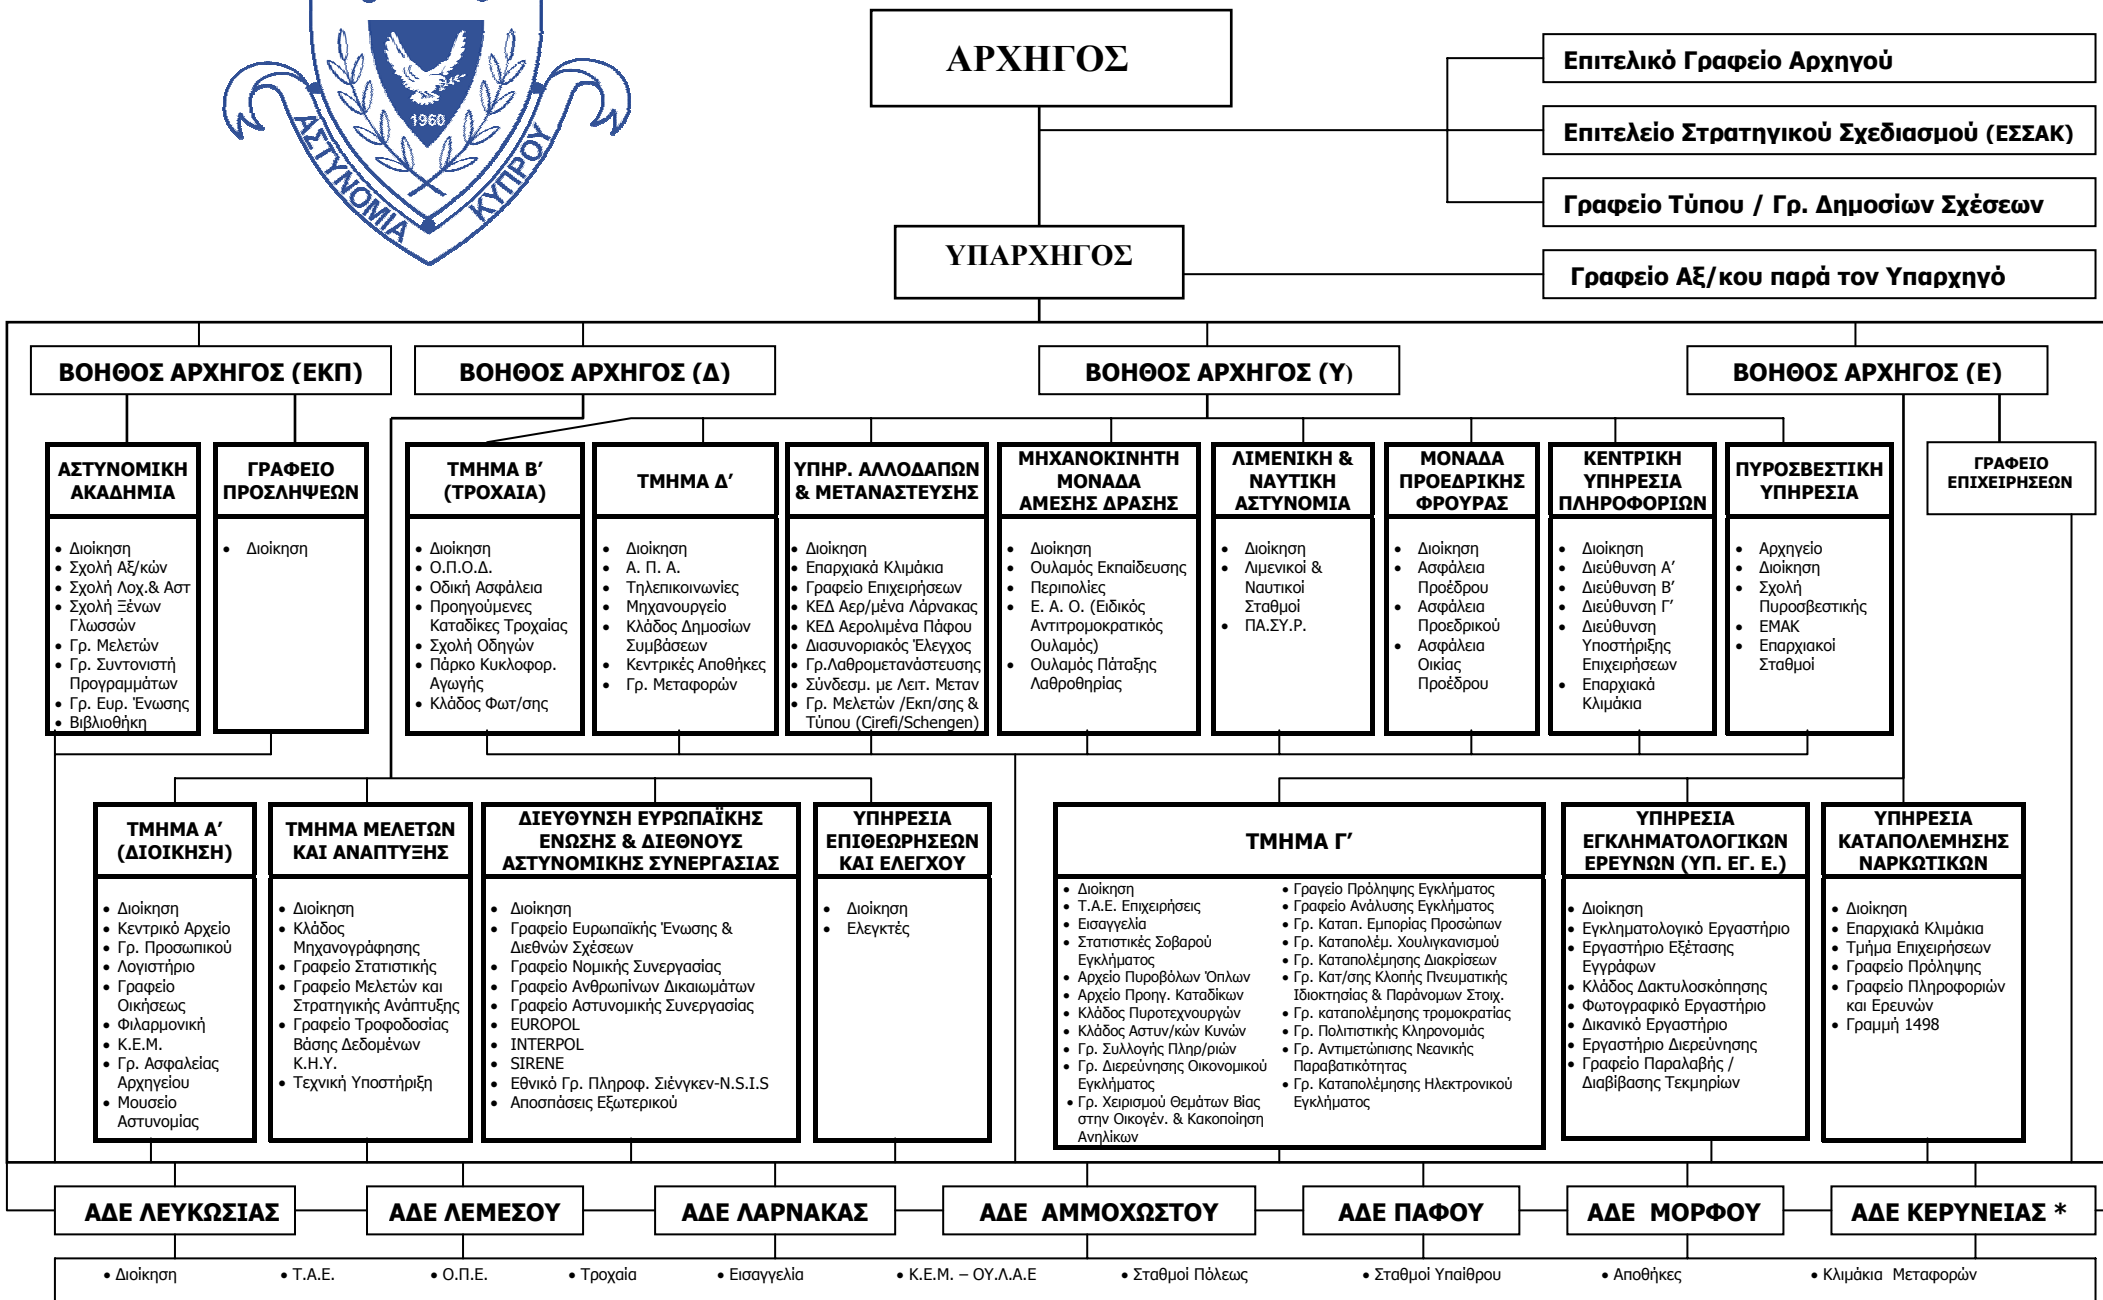 1960
ΑΣΤΥΝΟΜΙΑ
ΚΥΠΡΟΥ
ΑΡΧΗΓΟΣ
Επιτελικό Γραφείο Αρχηγού
Επιτελείο Στρατηγικού Σχεδιασμού (ΕΣΣΑΚ)
Γραφείο Τύπου / Γρ. Δημοσίων Σχέσεων
ΥΠΑΡΧΗΓΟΣ
Γραφείο Αξ/κου παρά τον Υπαρχηγό
ΒΟΗΘΟΣ ΑΡΧΗΓΟΣ (ΕΚΠ)
ΒΟΗΘΟΣ ΑΡΧΗΓΟΣ (Δ)
ΒΟΗΘΟΣ ΑΡΧΗΓΟΣ (Υ)
ΒΟΗΘΟΣ ΑΡΧΗΓΟΣ (Ε)
ΑΣΤΥΝΟΜΙΚΗ
ΑΚΑΔΗΜΙΑ
• Διοίκηση
• Σχολή Αξ/κών
• Σχολή Λοχ.& Αστ
• Σχολή Ξένων
Γλωσσών
• Γρ. Μελετών
• Γρ. Συντονιστή
Προγραμμάτων
• Γρ. Ευρ. Ένωσης
• Βιβλιοθήκη
ΓΡΑΦΕΙΟ
ΠΡΟΣΛΗΨΕΩΝ
• Διοίκηση
ΤΜΗΜΑ Β’
(ΤΡΟΧΑΙΑ)
• Διοίκηση
• Ο.Π.Ο.Δ.
• Οδική Ασφάλεια
• Προηγούμενες
Καταδίκες Τροχαίας
• Σχολή Οδηγών
• Πάρκο Κυκλοφορ.
Αγωγής
• Κλάδος Φωτ/σης
ΤΜΗΜΑ Δ’
• Διοίκηση
• Α. Π. Α.
• Τηλεπικοινωνίες
• Μηχανουργείο
• Κλάδος Δημοσίων
Συμβάσεων
• Κεντρικές Αποθήκες
• Γρ. Μεταφορών
ΥΠΗΡ. ΑΛΛΟΔΑΠΩΝ
& ΜΕΤΑΝΑΣΤΕΥΣΗΣ
• Διοίκηση
• Επαρχιακά Κλιμάκια
• Γραφείο Επιχειρήσεων
• ΚΕΔ Αερ/μένα Λάρνακας
• ΚΕΔ Αερολιμένα Πάφου
• Διασυνοριακός Έλεγχος
• Γρ.Λαθρομετανάστευσης
• Σύνδεσμ. με Λειτ. Μεταν
• Γρ. Μελετών /Εκπ/σης &
Τύπου (Cirefi/Schengen)
ΜΗΧΑΝΟΚΙΝΗΤΗ
ΜΟΝΑΔΑ
ΑΜΕΣΗΣ ΔΡΑΣΗΣ
• Διοίκηση
• Ουλαμός Εκπαίδευσης
• Περιπολίες
• Ε. Α. Ο. (Ειδικός
Αντιτρομοκρατικός
Ουλαμός)
• Ουλαμός Πάταξης
Λαθροθηρίας
ΛΙΜΕΝΙΚΗ &
ΝΑΥΤΙΚΗ
ΑΣΤΥΝΟΜΙΑ
• Διοίκηση
• Λιμενικοί &
Ναυτικοί
Σταθμοί
• ΠΑ.ΣΥ.Ρ.
ΜΟΝΑΔΑ
ΠΡΟΕΔΡΙΚΗΣ
ΦΡΟΥΡΑΣ
• Διοίκηση
• Ασφάλεια
Προέδρου
• Ασφάλεια
Προεδρικού
• Ασφάλεια
Οικίας
Προέδρου
ΚΕΝΤΡΙΚΗ
ΥΠΗΡΕΣΙΑ
ΠΛΗΡΟΦΟΡΙΩΝ
• Διοίκηση
• Διεύθυνση Α’
• Διεύθυνση Β’
• Διεύθυνση Γ’
• Διεύθυνση
Υποστήριξης
Επιχειρήσεων
• Επαρχιακά
Κλιμάκια
ΠΥΡΟΣΒΕΣΤΙΚΗ
ΥΠΗΡΕΣΙΑ
• Αρχηγείο
• Διοίκηση
• Σχολή
Πυροσβεστικής
• ΕΜΑΚ
• Επαρχιακοί
Σταθμοί
ΓΡΑΦΕΙΟ
ΕΠΙΧΕΙΡΗΣΕΩΝ
ΤΜΗΜΑ Α’
(ΔΙΟΙΚΗΣΗ)
• Διοίκηση
• Κεντρικό Αρχείο
• Γρ. Προσωπικού
• Λογιστήριο
• Γραφείο
Οικήσεως
• Φιλαρμονική
• Κ.Ε.Μ.
• Γρ. Ασφαλείας
Αρχηγείου
• Μουσείο
Αστυνομίας
ΤΜΗΜΑ ΜΕΛΕΤΩΝ
ΚΑΙ ΑΝΑΠΤΥΞΗΣ
• Διοίκηση
• Κλάδος
Μηχανογράφησης
• Γραφείο Στατιστικής
• Γραφείο Μελετών και
Στρατηγικής Ανάπτυξης
• Γραφείο Τροφοδοσίας
Βάσης Δεδομένων
Κ.Η.Υ.
• Τεχνική Υποστήριξη
ΔΙΕΥΘΥΝΣΗ ΕΥΡΩΠΑΪΚΗΣ
ΕΝΩΣΗΣ & ΔΙΕΘΝΟΥΣ
ΑΣΤΥΝΟΜΙΚΗΣ ΣΥΝΕΡΓΑΣΙΑΣ
• Διοίκηση
• Γραφείο Ευρωπαϊκής Ένωσης &
Διεθνών Σχέσεων
• Γραφείο Νομικής Συνεργασίας
• Γραφείο Ανθρωπίνων Δικαιωμάτων
• Γραφείο Αστυνομικής Συνεργασίας
• EUROPOL
• INTERPOL
• SIRENE
• Εθνικό Γρ. Πληροφ. Σιένγκεν-N.S.I.S
• Αποσπάσεις Εξωτερικού
ΥΠΗΡΕΣΙΑ
ΕΠΙΘΕΩΡΗΣΕΩΝ
ΚΑΙ ΕΛΕΓΧΟΥ
• Διοίκηση
• Ελεγκτές
ΤΜΗΜΑ Γ’
• Διοίκηση
• Τ.Α.Ε. Επιχειρήσεις
• Εισαγγελία
• Στατιστικές Σοβαρού
Εγκλήματος
• Αρχείο Πυροβόλων Όπλων
• Αρχείο Προηγ. Καταδίκων
• Κλάδος Πυροτεχνουργών
• Κλάδος Αστυν/κών Κυνών
• Γρ. Συλλογής Πληρ/ριών
• Γρ. Διερεύνησης Οικονομικού
Εγκλήματος
• Γρ. Χειρισμού Θεμάτων Βίας
στην Οικογέν. & Κακοποίηση
Ανηλίκων
• Γραγείο Πρόληψης Εγκλήματος
• Γραφείο Ανάλυσης Εγκλήματος
• Γρ. Καταπ. Εμπορίας Προσώπων
• Γρ. Καταπολέμ. Χουλιγκανισμού
• Γρ. Καταπολέμησης Διακρίσεων
• Γρ. Κατ/σης Κλοπής Πνευματικής
Ιδιοκτησίας & Παράνομων Στοιχ.
• Γρ. καταπολέμησης τρομοκρατίας
• Γρ. Πολιτιστικής Κληρονομιάς
• Γρ. Αντιμετώπισης Νεανικής
Παραβατικότητας
• Γρ. Καταπολέμησης Ηλεκτρονικού
Εγκλήματος
ΥΠΗΡΕΣΙΑ
ΕΓΚΛΗΜΑΤΟΛΟΓΙΚΩΝ
ΕΡΕΥΝΩΝ (ΥΠ. ΕΓ. Ε.)
• Διοίκηση
• Εγκληματολογικό Εργαστήριο
• Εργαστήριο Εξέτασης
Εγγράφων
• Κλάδος Δακτυλοσκόπησης
• Φωτογραφικό Εργαστήριο
• Δικανικό Εργαστήριο
• Εργαστήριο Διερεύνησης
• Γραφείο Παραλαβής /
Διαβίβασης Τεκμηρίων
ΥΠΗΡΕΣΙΑ
ΚΑΤΑΠΟΛΕΜΗΣΗΣ
ΝΑΡΚΩΤΙΚΩΝ
• Διοίκηση
• Επαρχιακά Κλιμάκια
• Τμήμα Επιχειρήσεων
• Γραφείο Πρόληψης
• Γραφείο Πληροφοριών
και Ερευνών
• Γραμμή 1498
ΑΔΕ ΛΕΥΚΩΣΙΑΣ
ΑΔΕ ΛΕΜΕΣΟΥ
ΑΔΕ ΛΑΡΝΑΚΑΣ
ΑΔΕ ΑΜΜΟΧΩΣΤΟΥ
ΑΔΕ ΠΑΦΟΥ
ΑΔΕ ΜΟΡΦΟΥ
ΑΔΕ ΚΕΡΥΝΕΙΑΣ *
• Διοίκηση • Τ.Α.Ε. • Ο.Π.Ε. • Τροχαία • Εισαγγελία • Κ.Ε.Μ. – ΟΥ.Λ.Α.Ε • Σταθμοί Πόλεως • Σταθμοί Υπαίθρου • Αποθήκες • Κλιμάκια Μεταφορών